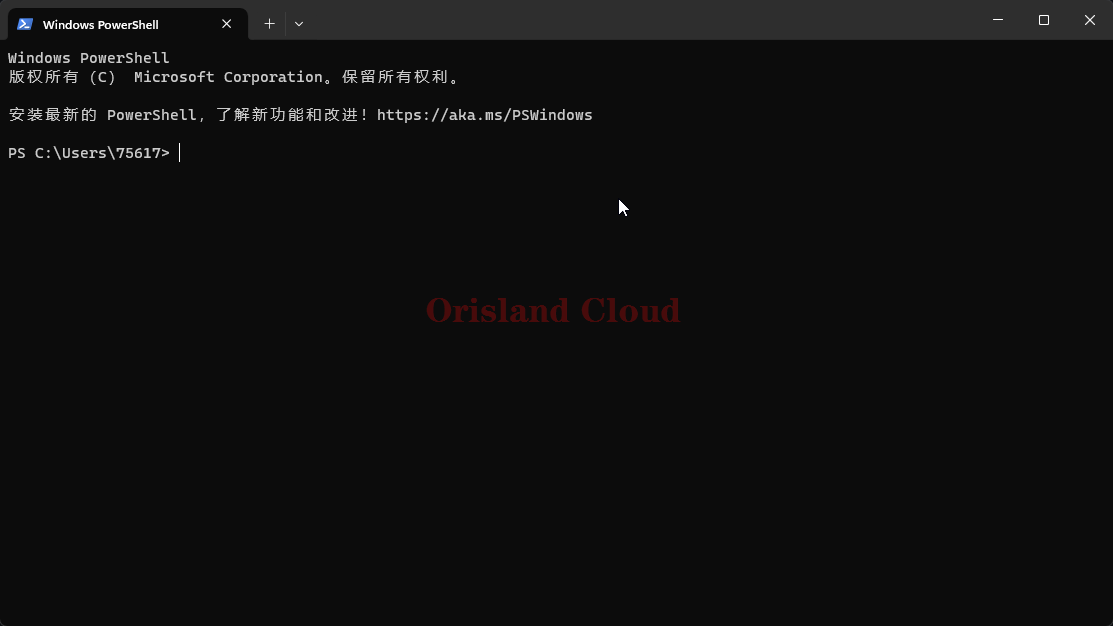 Windows PowerShell
Windows PowerShell
版权所有 (C)  Microsoft Corporation。保留所有权利。
安装最新的 PowerShell，了解新功能和改进！https://aka.ms/PSWindows
PS C:\Users\75617>
Orisland Cloud